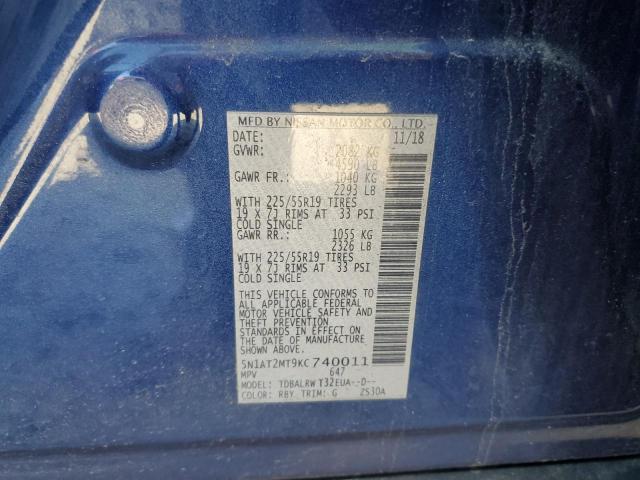 MFD BY NISSAN MOTOR CO., LTD.
DATE: 11/18
GVWR: 2082 KG
4590 LB
GAWR FR.: 1040 KG
2293 LB
WITH 225/55R19 TIRES
19 X 7J RIMS AT 33 PSI
COLD SINGLE
GAWR RR.: 1055 KG
2326 LB
WITH 225/55R19 TIRES
19 X 7J RIMS AT 33 PSI
COLD SINGLE
THIS VEHICLE CONFORMS TO
ALL APPLICABLE FEDERAL
MOTOR VEHICLE SAFETY AND
THEFT PREVENTION
STANDARDS IN EFFECT ON
THE DATE OF MANUFACTURE
SHOWN ABOVE.
5N1AT2MT9KC740011
MPV 647
MODEL: TDBALRW T32EUA--D--
COLOR: RBY TRIM: G ZS30A